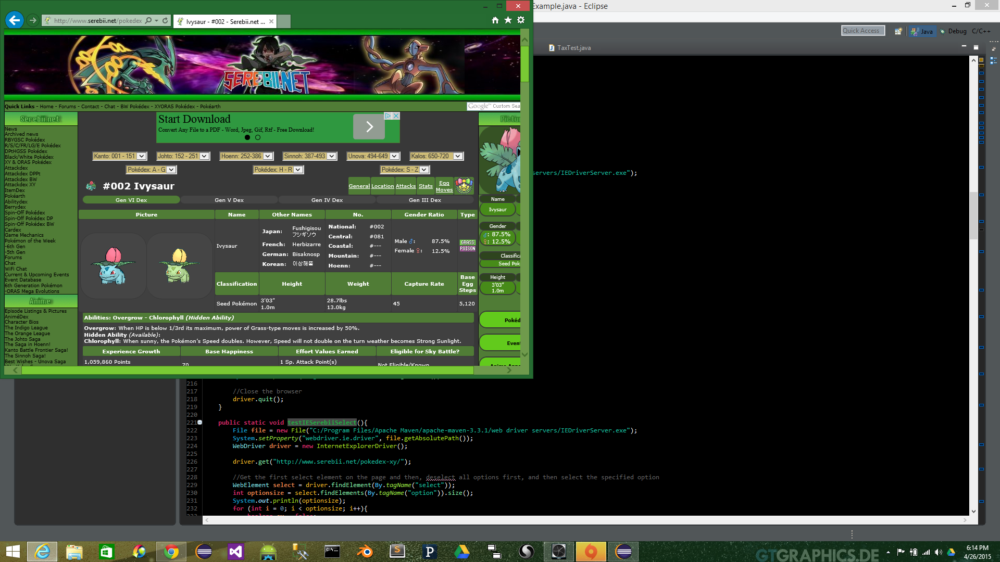 Example.java - Eclipse
http://www.serebii.net/pokedex
Ivysaur - #002 - Serebii.net ...
Quick Access
Java
Debug
C/C++
TaxTest.java
SEREBII.NET
Quick Links - Home - Forums - Contact - Chat - BW Pokédex - XYORAS Pokédex - Pokéarth
Google™ Custom Sea
Serebii.net
News
Archived news
RBYGSC Pokédex
R/S/C/FR/LG/E Pokédex
DPtHGSS Pokédex
Black/White Pokédex
XY & ORAS Pokédex
Attackdex
Attackdex DPPt
Attackdex BW
Attackdex XY
ItemDex
Pokéarth
Abilitydex
Berrydex
Spin-Off Pokédex
Spin-Off Pokédex DP
Spin-Off Pokédex BW
Cardex
Game Mechanics
Pokémon of the Week
-6th Gen
-5th Gen
Forums
Chat
WiFi Chat
Current & Upcoming Events
Event Database
6th Generation Pokémon
-ORAS Mega Evolutions
Anime
Episode Listings & Pictures
AniméDex
Character Bios
The Indigo League
The Orange League
The Johto Saga
The Saga in Hoenn!
Kanto Battle Frontier Saga!
The Sinnoh Saga!
Best Wishes - Unova Saga
Start Download
Convert Any File to a PDF - Word, Jpeg, Gif, Rtf - Free Download!
Kanto: 001 - 151
Johto: 152 - 251
Hoenn: 252-386
Sinnoh: 387-493
Unova: 494-649
Kalos: 650-720
Pokédex: A - G
Pokédex: H - R
Pokédex: S - Z
#002 Ivysaur
General
Location
Attacks
Stats
Egg Moves
Gen VI Dex
Gen V Dex
Gen IV Dex
Gen III Dex
Picture
Name
Other Names
No.
Gender Ratio
Type
Ivysaur
Japan: Fushigisou
フシギソウ
French: Herbizarre
German: Bisaknosp
Korean: 이상해풀
National: #002
Central: #081
Coastal: #---
Mountain: #---
Hoenn: #---
Male ♂: 87.5%
Female ♀: 12.5%
GRASS
POISON
Classification
Height
Weight
Capture Rate
Base Egg Steps
Seed Pokémon
3'03"
1.0m
28.7lbs
13.0kg
45
5,120
Abilities: Overgrow - Chlorophyll (Hidden Ability)
Overgrow: When HP is below 1/3rd its maximum, power of Grass-type moves is increased by 50%.
Hidden Ability (Available):
Chlorophyll: When sunny, the Pokémon's Speed doubles. However, Speed will not double on the turn weather becomes Strong Sunlight.
Experience Growth
Base Happiness
Effort Values Earned
Eligible for Sky Battle?
1,059,860 Points
70
1 Sp. Attack Point(s)
Not Eligible/Known
Pictur
Name
Ivysaur
Gender
♂: 87.5%
♀: 12.5%
Classifica
Seed Pok
Height
3'03"
1.0m
Pokéd
Event
servers/IEDriverServer.exe");
216
217 //Close the browser
218 driver.quit();
219 }
220
221 public static void testIESerebiiSelect(){
222 File file = new File("C:/Program Files/Apache Maven/apache-maven-3.3.1/web driver servers/IEDriverServer.exe");
223 System.setProperty("webdriver.ie.driver", file.getAbsolutePath());
224 WebDriver driver = new InternetExplorerDriver();
225
226 driver.get("http://www.serebii.net/pokedex-xy/");
227
228 //Get the first select element on the page and then, deselect all options first, and then select the specified option
229 WebElement select = driver.findElement(By.tagName("select"));
230 int optionsize = select.findElements(By.tagName("option")).size();
231 System.out.println(optionsize);
232 for (int i = 0; i < optionsize; i++){
GTGRAPHICS.DE
6:14 PM
4/26/2015